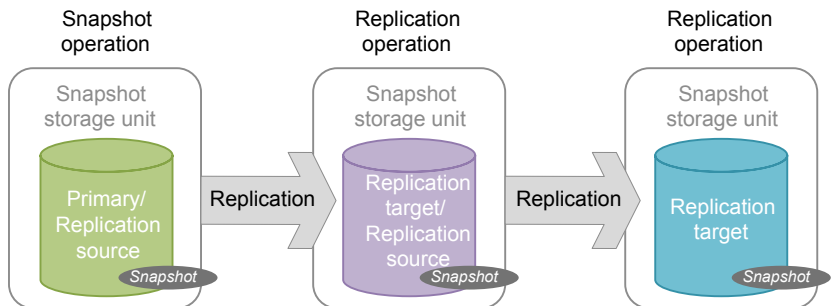 Snapshot
operation
Replication
operation
Replication
operation
Snapshot
storage unit
Snapshot
storage unit
Snapshot
storage unit
Primary/
Replication
source
Replication
Replication
target/
Replication
source
Replication
Replication
target
Snapshot
Snapshot
Snapshot